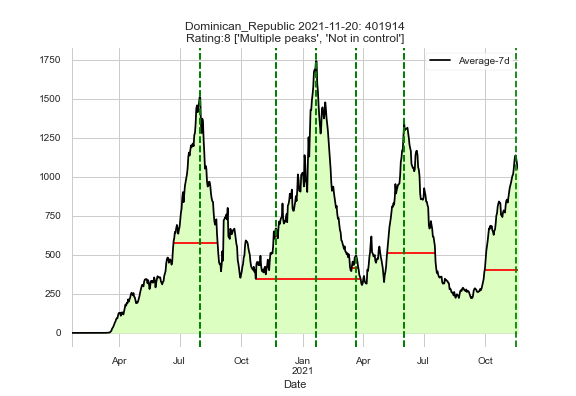 Dominican_Republic 2021-11-20: 401914
Rating:8 ['Multiple peaks', 'Not in control']
Average-7d
1750
1500
1250
1000
750
500
250
0
Apr Jul Oct Jan Apr Jul Oct
2021
Date